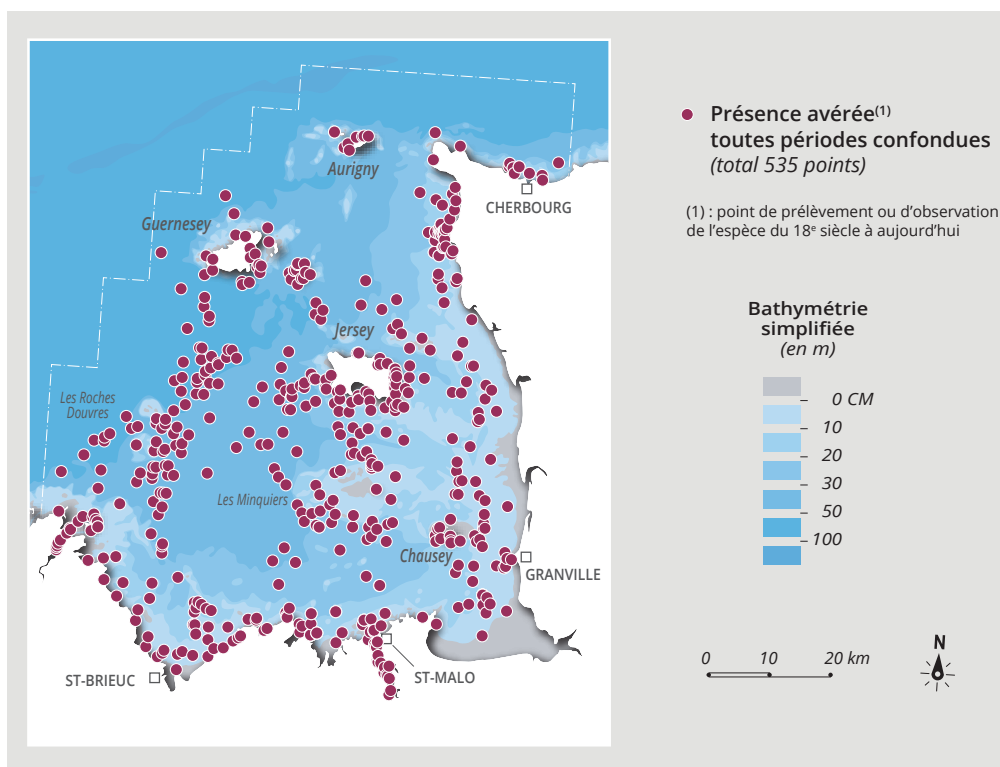 Aurigny
Guernesey
CHERBOURG
Jersey
Les Roches
Douvres
Les Minquiers
Chausey
GRANVILLE
ST-BRIEUC
ST-MALO
Présence avérée(1)
toutes périodes confondues
(total 535 points)
(1) : point de prélèvement ou d'observation
de l'espèce du 18e siècle à aujourd'hui
Bathymétrie
simplifiée
(en m)
0 CM
10
20
30
50
100
0 10 20 km
N